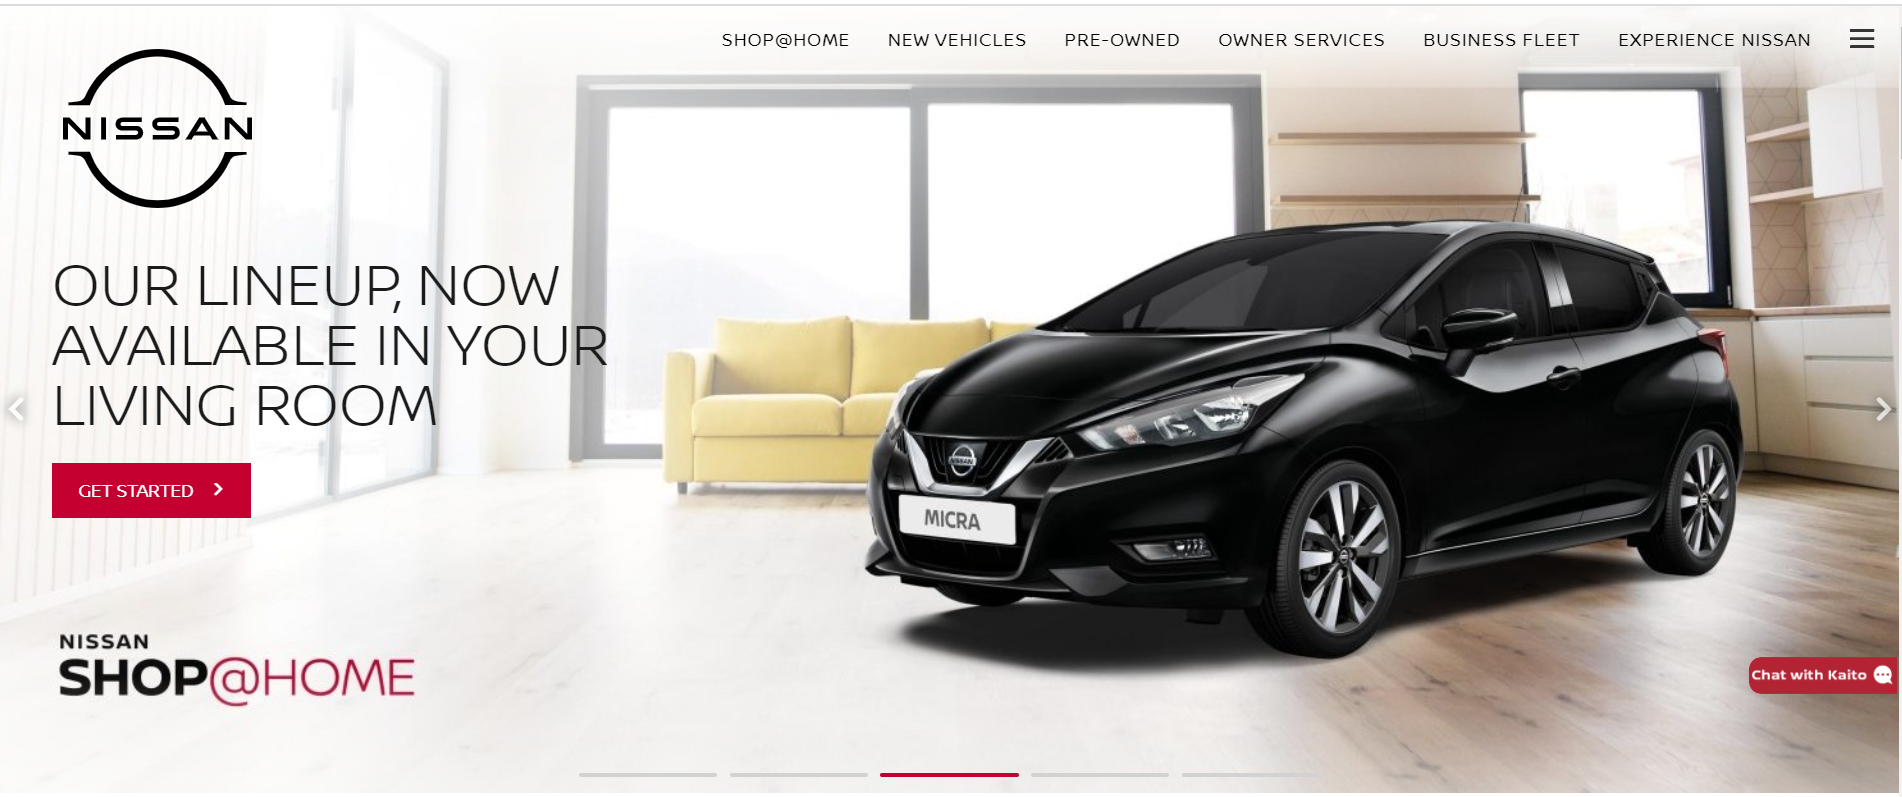 SHOP@HOME NEW VEHICLES PRE-OWNED OWNER SERVICES BUSINESS FLEET EXPERIENCE NISSAN
NISSAN
OUR LINEUP, NOW
AVAILABLE IN YOUR
LIVING ROOM
GET STARTED
NISSAN
MICRA
NISSAN
SHOP@HOME
Chat with Kaito